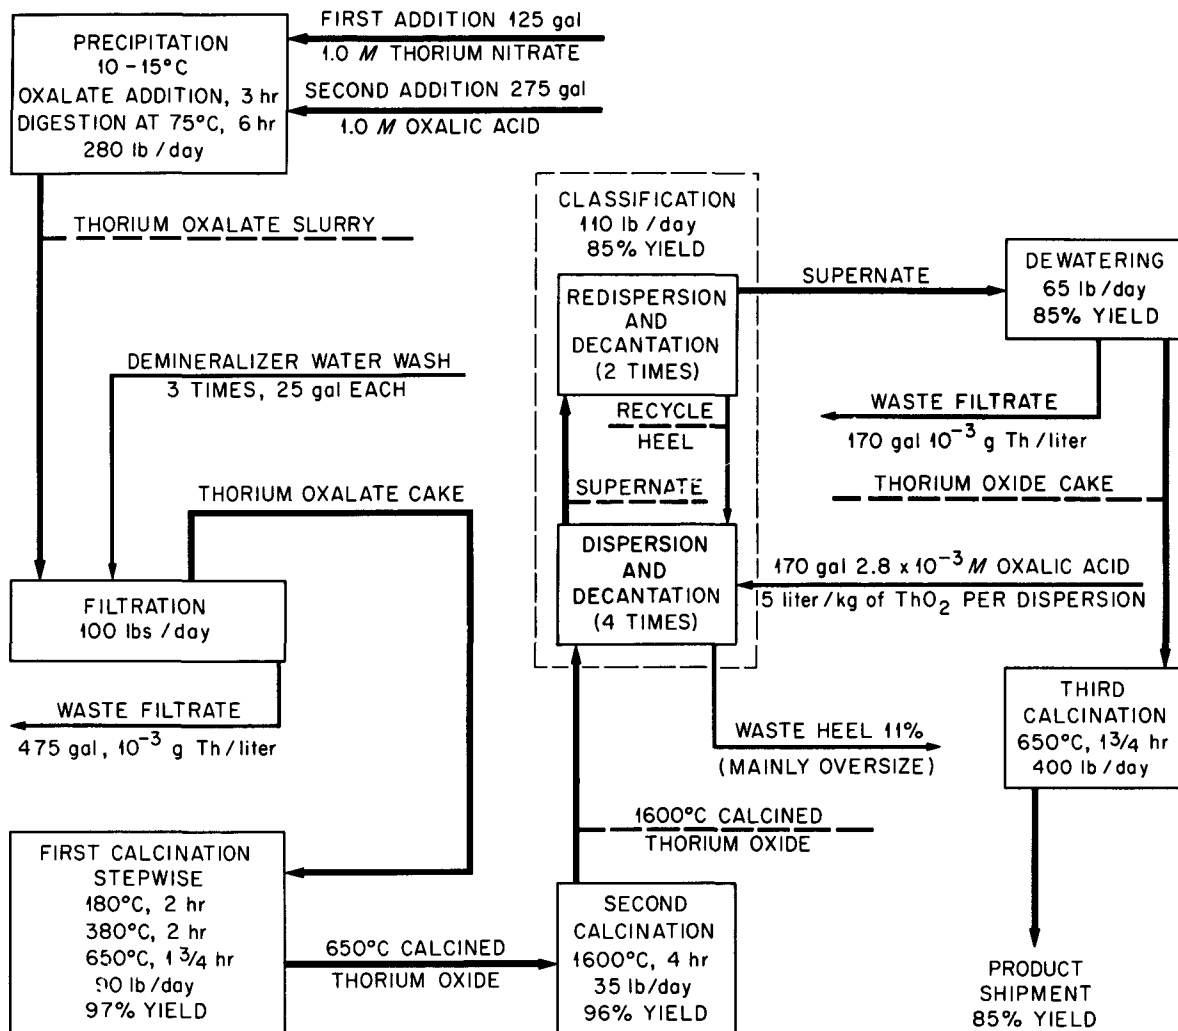 PRECIPITATION
10-15°C
OXALATE ADDITION, 3 hr
DIGESTION AT 75°C, 6 hr
280 lb/day
FIRST ADDITION 125 gal
1.0 M THORIUM NITRATE
SECOND ADDITION 275 gal
1.0 M OXALIC ACID
THORIUM OXALATE SLURRY
DEMINERALIZER WATER WASH
3 TIMES, 25 gal EACH
THORIUM OXALATE CAKE
FILTRATION
100 lbs/day
WASTE FILTRATE
475 gal, 10⁻³ g Th/liter
FIRST CALCINATION
STEPWISE
180°C, 2 hr
380°C, 2 hr
650°C, 1 3/4 hr
90 lb/day
97% YIELD
650°C CALCINED
THORIUM OXIDE
SECOND
CALCINATION
1600°C, 4 hr
35 lb/day
96% YIELD
1600°C CALCINED
THORIUM OXIDE
CLASSIFICATION
110 lb/day
85% YIELD
REDISPERSION
AND
DECANTATION
(2 TIMES)
RECYCLE
HEEL
SUPERNATE
DISPERSION
AND
DECANTATION
(4 TIMES)
WASTE HEEL 11%
(MAINLY OVERSIZE)
170 gal 2.8 x 10⁻³ M OXALIC ACID
5 liter/kg of ThO₂ PER DISPERSION
SUPERNATE
DEWATERING
65 lb/day
85% YIELD
WASTE FILTRATE
170 gal 10⁻³ g Th/liter
THORIUM OXIDE CAKE
THIRD
CALCINATION
650°C, 1 3/4 hr
400 lb/day
PRODUCT
SHIPMENT
85% YIELD